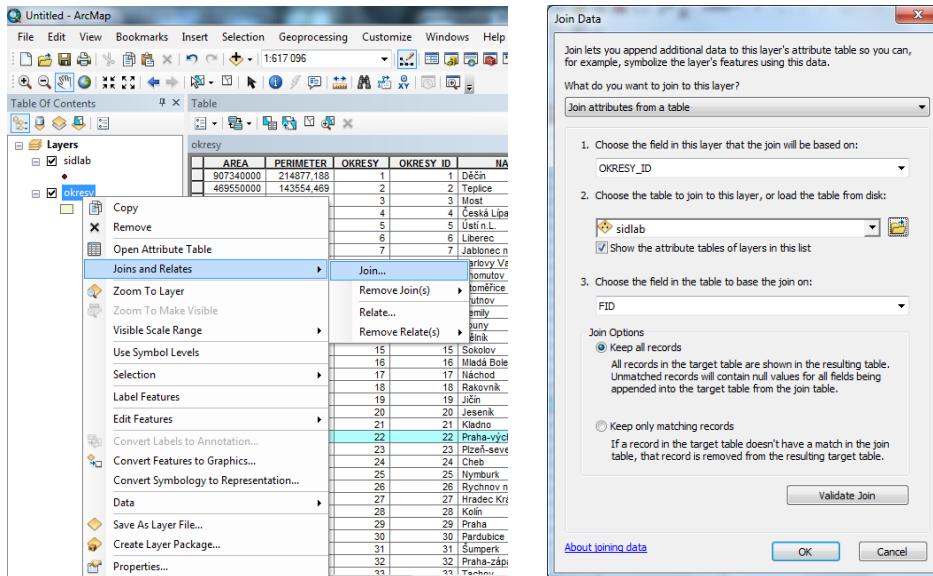 Untitled - ArcMap
File Edit View Bookmarks Insert Selection Geoprocessing Customize Windows Help
1:617 096
Table Of Contents
Table
okresy
Layers
sidlab
okresy
AREA PERIMETER OKRESY OKRESY_ID NA
907340000 214877,188 1 1 Děčín
469550000 143554,469 2 2 Teplice
3 3 Most
4 4 Česká Lípa
5 5 Ústí n.L.
6 6 Liberec
7 7 Jablonec n
arlovy Va
homutov
toměřice
rutnov
emily
ouny
ělník
15 15 Sokolov
16 16 Mladá Bole
17 17 Náchod
18 18 Rakovník
19 19 Jičín
20 20 Jeseník
21 21 Kladno
22 22 Praha-vých
23 23 Plzeň-seve
24 24 Cheb
25 25 Nymburk
26 26 Rychnov n
27 27 Hradec Krá
28 28 Kolín
29 29 Praha
30 30 Pardubice
31 31 Šumperk
32 32 Praha-zápa
33 33 Tachov
Copy
Remove
Open Attribute Table
Joins and Relates
Zoom To Layer
Zoom To Make Visible
Visible Scale Range
Use Symbol Levels
Selection
Label Features
Edit Features
Convert Labels to Annotation...
Convert Features to Graphics...
Convert Symbology to Representation...
Data
Save As Layer File...
Create Layer Package...
Properties...
Join...
Remove Join(s)
Relate...
Remove Relate(s)
Join Data
Join lets you append additional data to this layer's attribute table so you can,
for example, symbolize the layer's features using this data.
What do you want to join to this layer?
Join attributes from a table
1. Choose the field in this layer that the join will be based on:
OKRESY_ID
2. Choose the table to join to this layer, or load the table from disk:
sidlab
Show the attribute tables of layers in this list
3. Choose the field in the table to base the join on:
FID
Join Options
Keep all records
All records in the target table are shown in the resulting table.
Unmatched records will contain null values for all fields being
appended into the target table from the join table.
Keep only matching records
If a record in the target table doesn't have a match in the join
table, that record is removed from the resulting target table.
Validate Join
About joining data
OK
Cancel